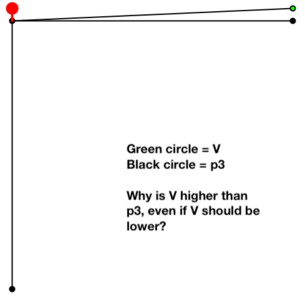 Green circle = V
Black circle = p3
Why is V higher than
p3, even if V should be
lower?